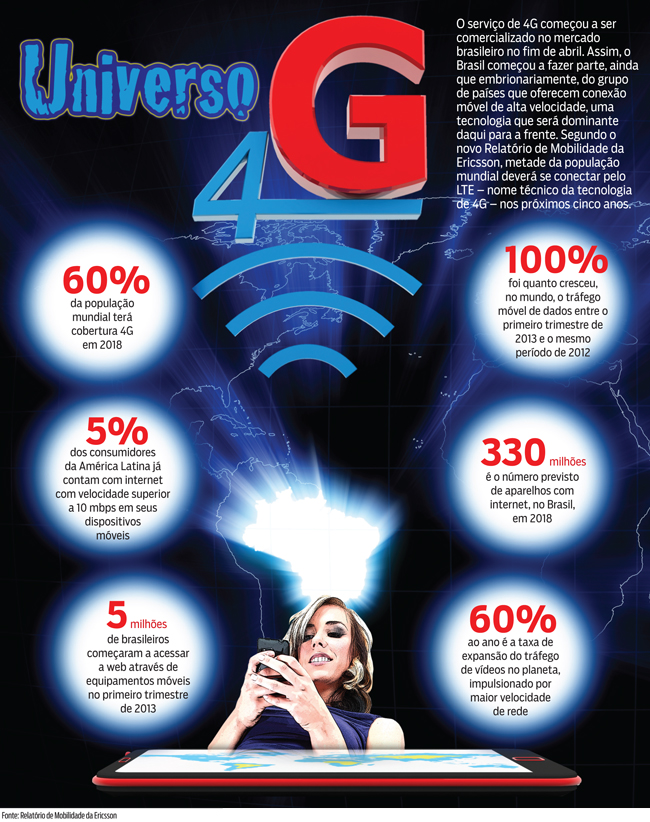 Universo
4G
O serviço de 4G começou a ser
comercializado no mercado
brasileiro no fim de abril. Assim, o
Brasil começou a fazer parte, ainda
que embrionariamente, do grupo
de países que oferecem conexão
móvel de alta velocidade, uma
tecnologia que será dominante
daqui para a frente. Segundo o
novo Relatório de Mobilidade da
Ericsson, metade da população
mundial deverá se conectar pelo
LTE – nome técnico da tecnologia
de 4G – nos próximos cinco anos.
60%
da população
mundial terá
cobertura 4G
em 2018
100%
foi quanto cresceu,
no mundo, o tráfego
móvel de dados entre o
primeiro trimestre de
2013 e o mesmo
período de 2012
5%
dos consumidores
da América Latina já
contam com internet
com velocidade superior
a 10 mbps em seus
dispositivos
móveis
330 milhões
é o número previsto
de aparelhos com
internet, no Brasil,
em 2018
5 milhões
de brasileiros
começaram a acessar
a web através de
equipamentos móveis
no primeiro trimestre
de 2013
60%
ao ano é a taxa de
expansão do tráfego
de vídeos no planeta,
impulsionado por
maior velocidade
de rede
Fonte: Relatório de Mobilidade da Ericsson